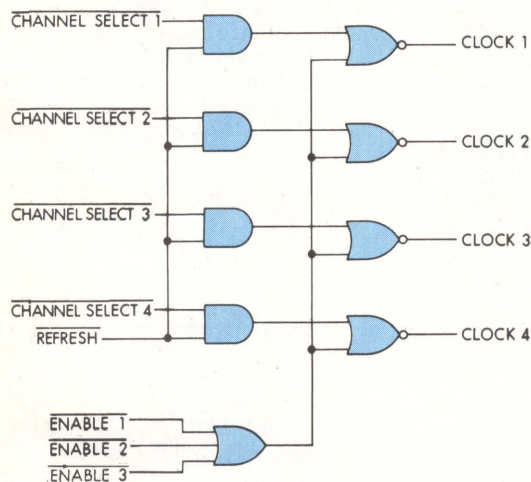 CHANNEL SELECT 1
CLOCK 1
CHANNEL SELECT 2
CLOCK 2
CHANNEL SELECT 3
CLOCK 3
CHANNEL SELECT 4
REFRESH
CLOCK 4
ENABLE 1
ENABLE 2
ENABLE 3